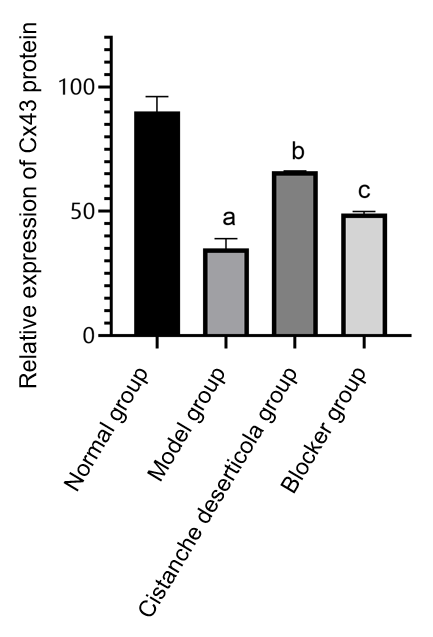 Relative expression of Cx43 protein
100
50
0
a
b
c
Normal group
Model group
Cistanche deserticola group
Blocker group